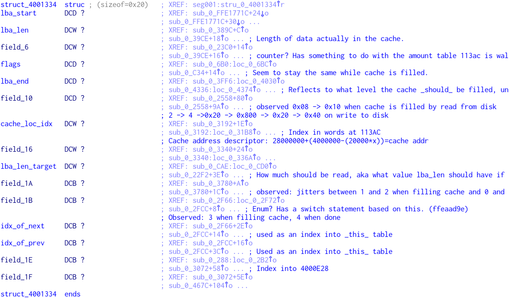 struct_4001334 struc ; (sizeof=0x20) ; XREF: seg001:stru_0_4001334↑r
lba_start DCD ? ; XREF: sub_0_FFE1771C+24↓o
; sub_0_FFE1771C+30↓o ...
lba_len DCW ? ; XREF: sub_0_389C+C↑o
; sub_0_39CE+18↑o ... ; Length of data actually in the cache.
field_6 DCW ? ; XREF: sub_0_23C0+14↑o
; sub_0_39CE+16↑o ... ; counter? Has something to do with the amount table 113ac is wal
flags DCD ? ; XREF: sub_0_6B0:loc_0_6BC↑o
; sub_0_C34+14↑o ... ; Seem to stay the same while cache is filled.
lba_end DCD ? ; XREF: sub_0_3FF6:loc_0_4030↑o
; sub_0_4336:loc_0_4374↑o ... ; Reflects to what level the cache _should_ be filled, un
field_10 DCD ? ; XREF: sub_0_2558+80↑o
; sub_0_2558+9A↑o ... ; observed 0x08 -> 0x10 when cache is filled by read from disk
; 2 -> 4 ->0x20 -> 0x800 -> 0x20 -> 0x40 on write to disk
cache_loc_idx DCW ? ; XREF: sub_0_3192+1E↑o
; sub_0_3192:loc_0_31B8↑o ... ; Index in words at 113AC
; Cache address descriptor: 28000000+(4000000-(20000+x))=cache addr
field_16 DCW ? ; XREF: sub_0_3340+24↑o
; sub_0_3340:loc_0_336A↑o ...
lba_len_target DCW ? ; XREF: sub_0_CAE:loc_0_CD0↑o
; sub_0_22F2+3E↑o ... ; How much should be read, aka what value lba_len should have if
field_1A DCB ? ; XREF: sub_0_3780+A↑o
; sub_0_3780+1C↑o ... ; observed: jitters between 1 and 2 when filling cache and 0 and
field_1B DCB ? ; XREF: sub_0_2F66:loc_0_2F72↑o
; sub_0_2FCC+8↑o ... ; Enum? Has a switch statement based on this. (ffeaad9e)
; Observed: 3 when filling cache, 4 when done
idx_of_next DCB ? ; XREF: sub_0_2F66+2E↑o
; sub_0_2FCC+14↑o ... ; used as an index into _this_ table
idx_of_prev DCB ? ; XREF: sub_0_2FCC+16↑o
; sub_0_2FCC+3C↑o ... ; Used as an index into _this_ table
field_1E DCB ? ; XREF: sub_0_288:loc_0_2B2↑o
; sub_0_3072+58↑o ... ; Index into 4000E28
field_1F DCB ? ; XREF: sub_0_3072+5E↑o
; sub_0_467C+104↑o ...
struct_4001334 ends